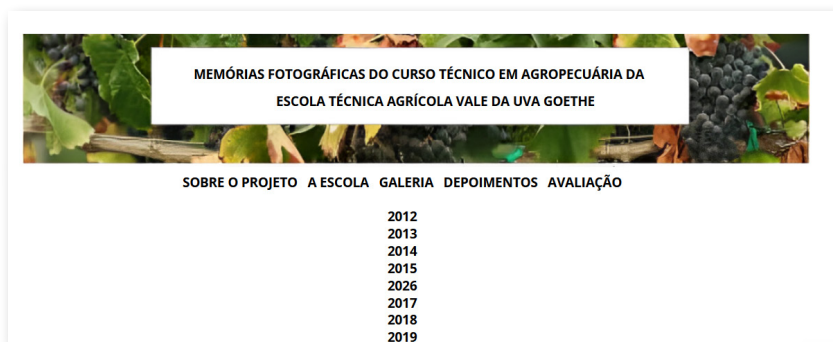 MEMÓRIAS FOTOGRÁFICAS DO CURSO TÉCNICO EM AGROPECUÁRIA DA
ESCOLA TÉCNICA AGRÍCOLA VALE DA UVA GOETHE
SOBRE O PROJETO A ESCOLA GALERIA DEPOIMENTOS AVALIAÇÃO
2012
2013
2014
2015
2026
2017
2018
2019